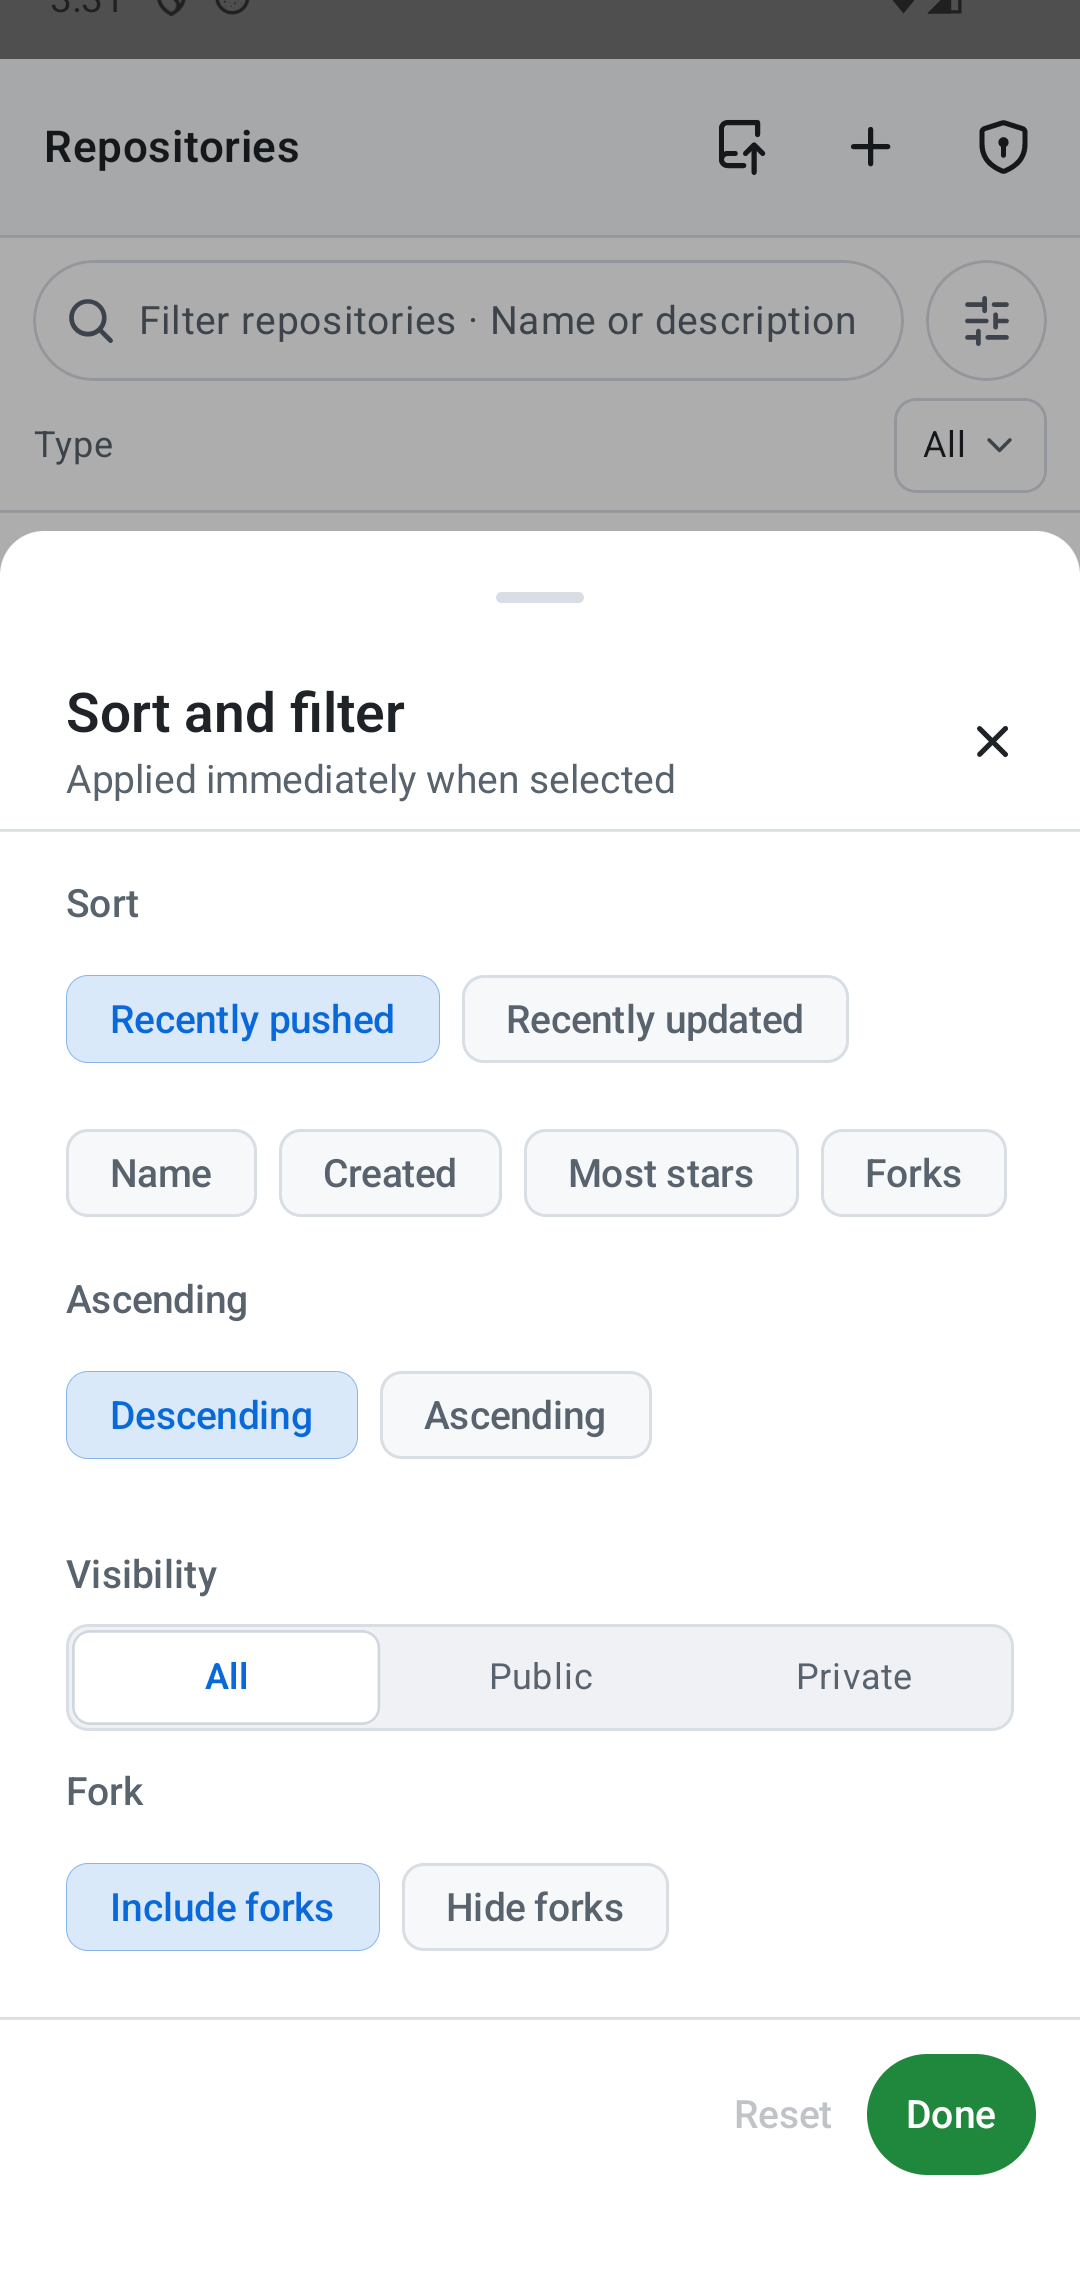 Repositories
Filter repositories · Name or description
Type
All
Sort and filter
Applied immediately when selected
Sort
Recently pushed
Recently updated
Name
Created
Most stars
Forks
Ascending
Descending
Ascending
Visibility
All
Public
Private
Fork
Include forks
Hide forks
Reset
Done